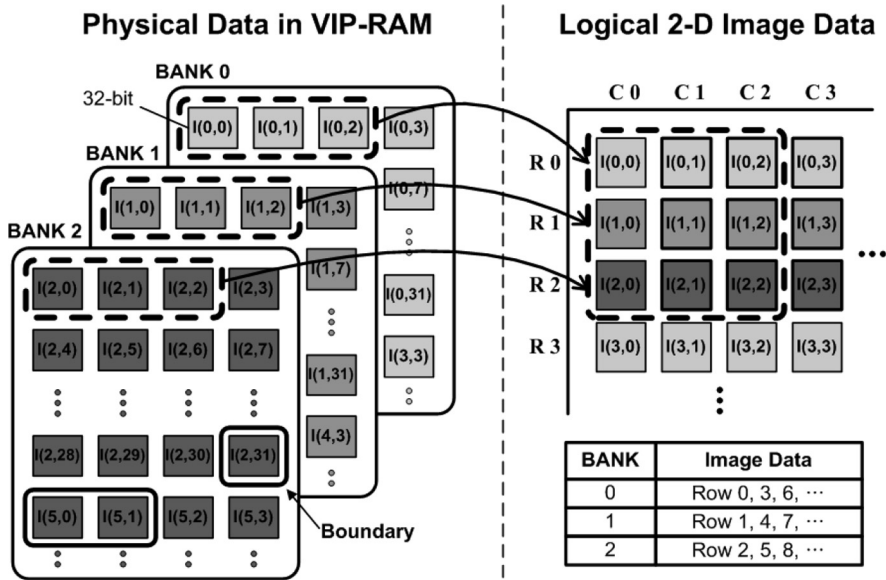 Physical Data in VIP-RAM
Logical 2-D Image Data
BANK 0
32-bit
I(0,0) I(0,1) I(0,2) I(0,3)
I(0,7)
I(0,31)
I(3,3)
BANK 1
I(1,0) I(1,1) I(1,2) I(1,3)
I(1,7)
I(1,31)
I(4,3)
BANK 2
I(2,0) I(2,1) I(2,2) I(2,3)
I(2,4) I(2,5) I(2,6) I(2,7)
I(2,28) I(2,29) I(2,30) I(2,31)
I(5,0) I(5,1) I(5,2) I(5,3)
Boundary
C 0 C 1 C 2 C 3
R 0 I(0,0) I(0,1) I(0,2) I(0,3)
R 1 I(1,0) I(1,1) I(1,2) I(1,3)
R 2 I(2,0) I(2,1) I(2,2) I(2,3)
R 3 I(3,0) I(3,1) I(3,2) I(3,3)
BANK Image Data
0 Row 0, 3, 6, ⋯
1 Row 1, 4, 7, ⋯
2 Row 2, 5, 8, ⋯